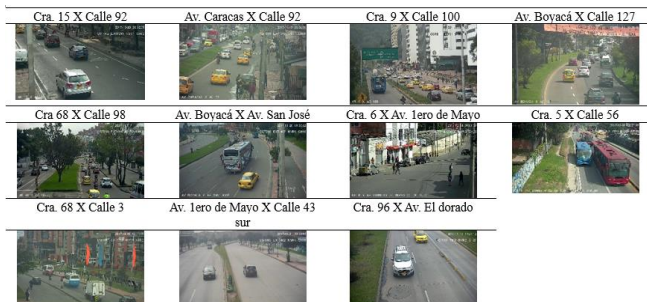 Cra. 15 X Calle 92
Av. Caracas X Calle 92
Cra. 9 X Calle 100
Av. Boyacá X Calle 127
Cra 68 X Calle 98
Av. Boyacá X Av. San José
Cra. 6 X Av. 1ero de Mayo
Cra. 5 X Calle 56
Cra. 68 X Calle 3
Av. 1ero de Mayo X Calle 43
sur
Cra. 96 X Av. El dorado